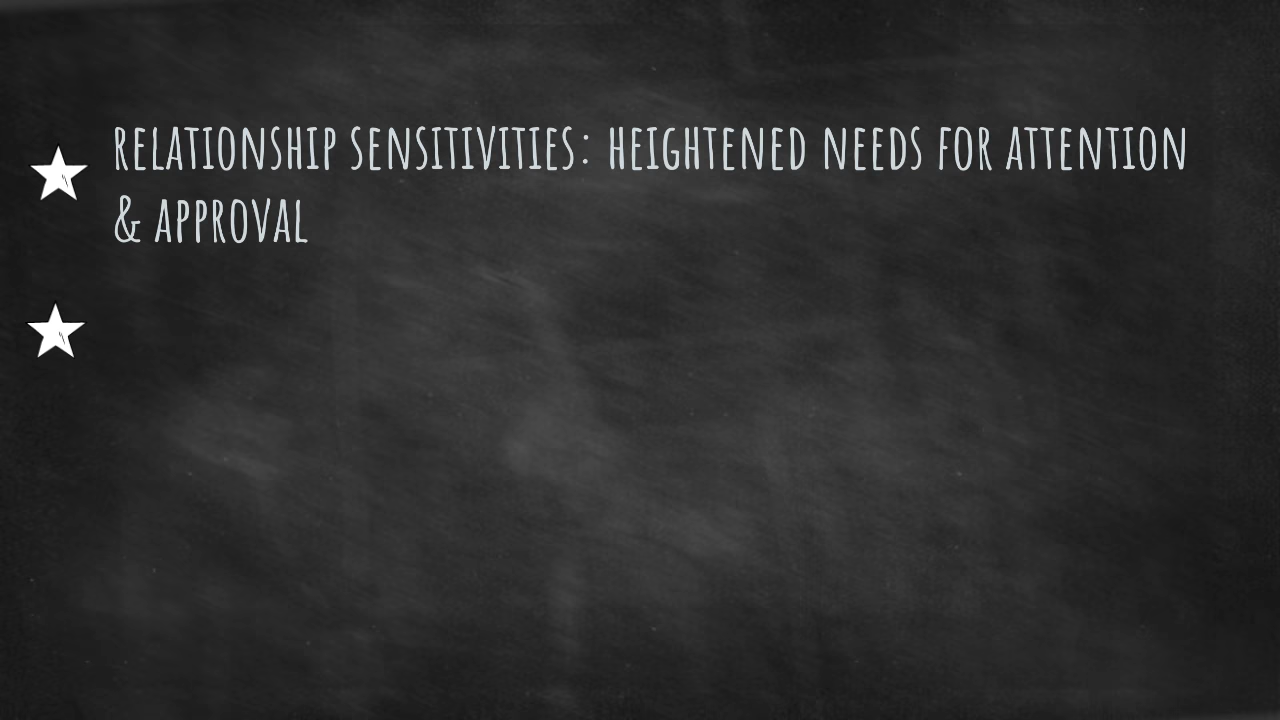 RELATIONSHIP SENSITIVITIES: HEIGHTENED NEEDS FOR ATTENTION
& APPROVAL